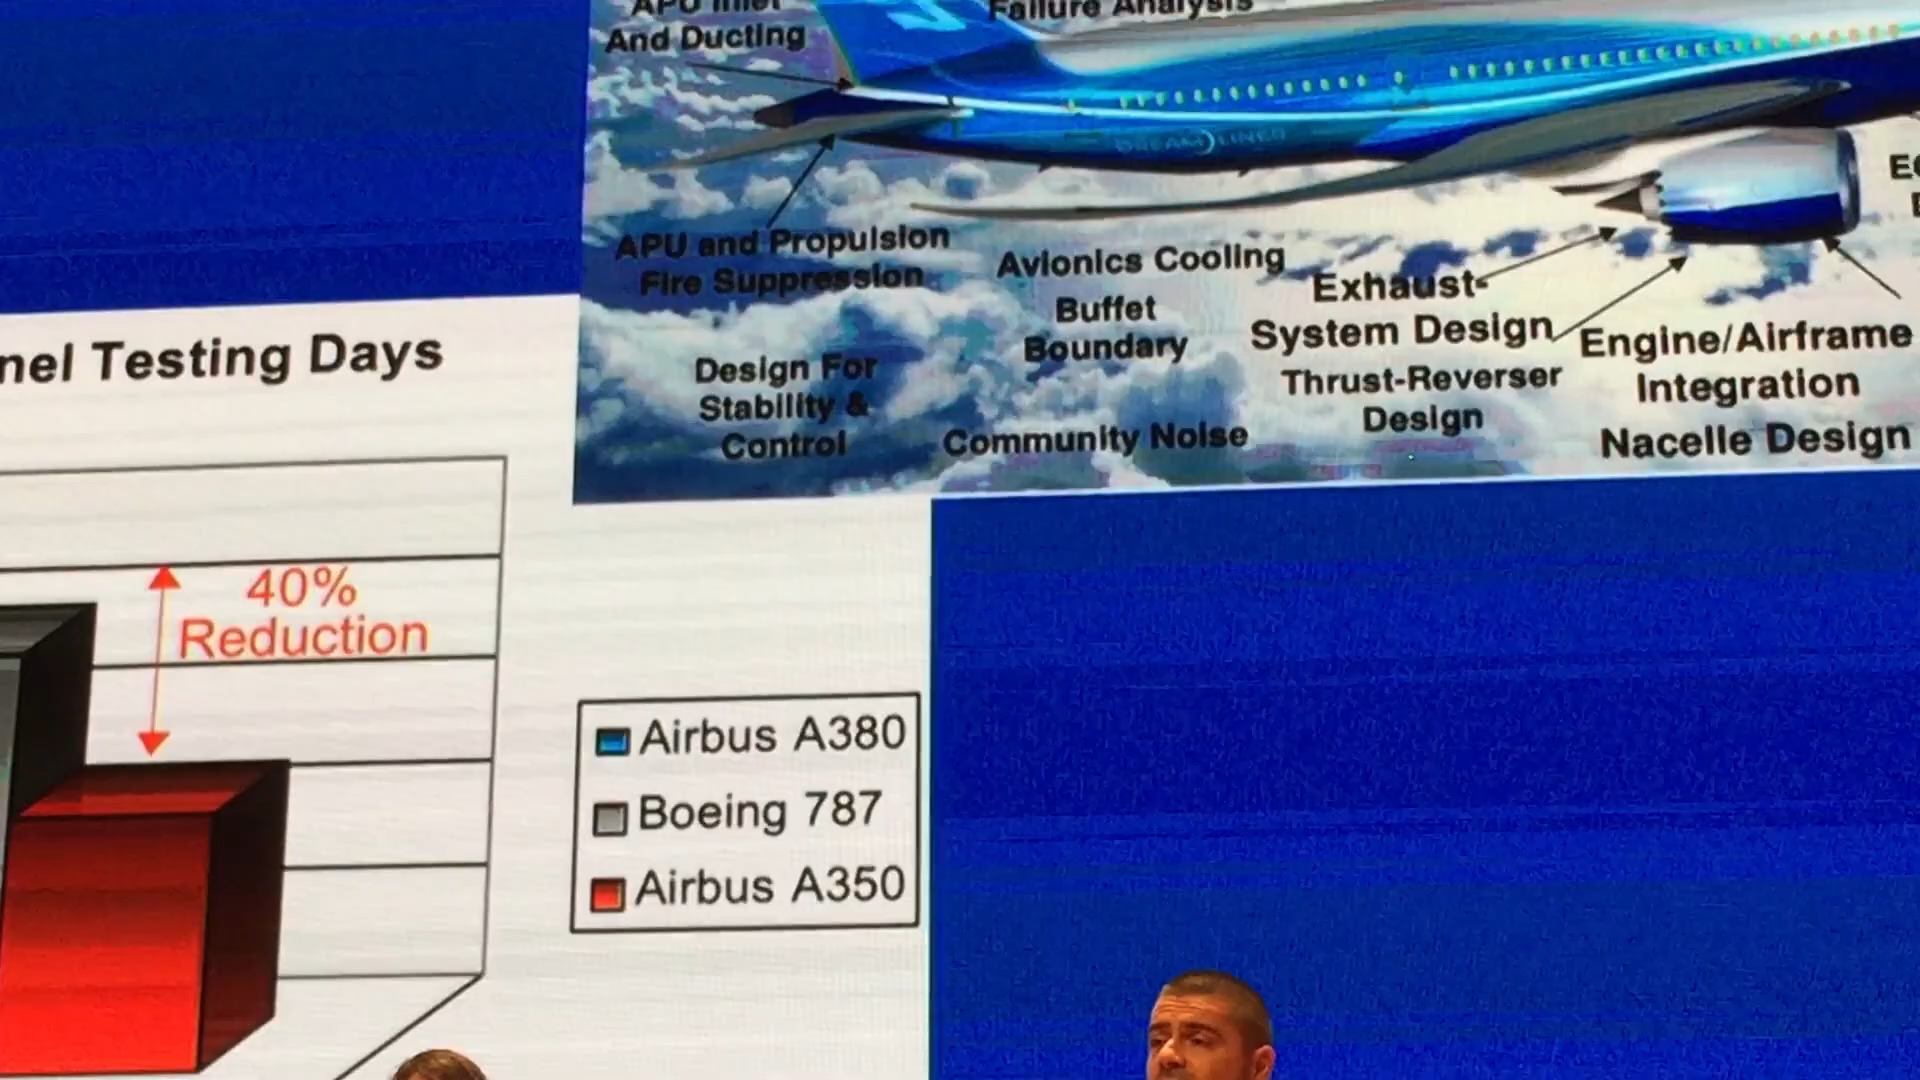 And Ducting
Failure Analysis
DREAMLINER
APU and Propulsion
Fire Suppression
Avionics Cooling
Buffet
Boundary
Exhaust
System Design
Engine/Airframe
Integration
Design For
Stability &
Control
Community Noise
Thrust-Reverser
Design
Nacelle Design
Testing Days
40%
Reduction
Airbus A380
Boeing 787
Airbus A350